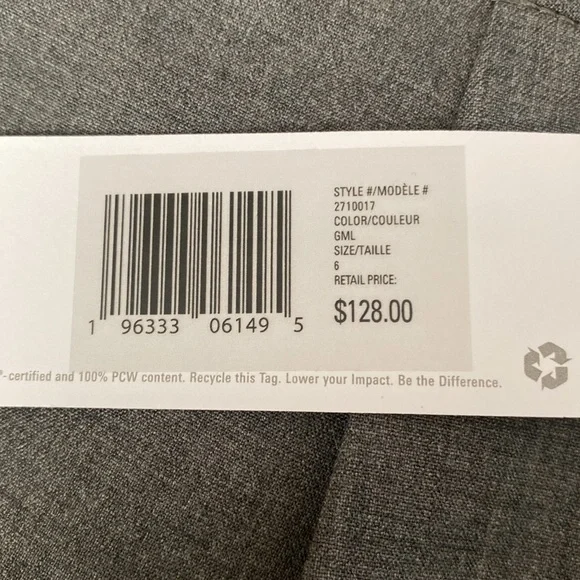 STYLE #/MODÈLE #
2710017
COLOR/COULEUR
GML
SIZE/TAILLE
6
RETAIL PRICE:
$128.00
1 96333 06149 5
®-certified and 100% PCW content. Recycle this Tag. Lower your Impact. Be the Difference.